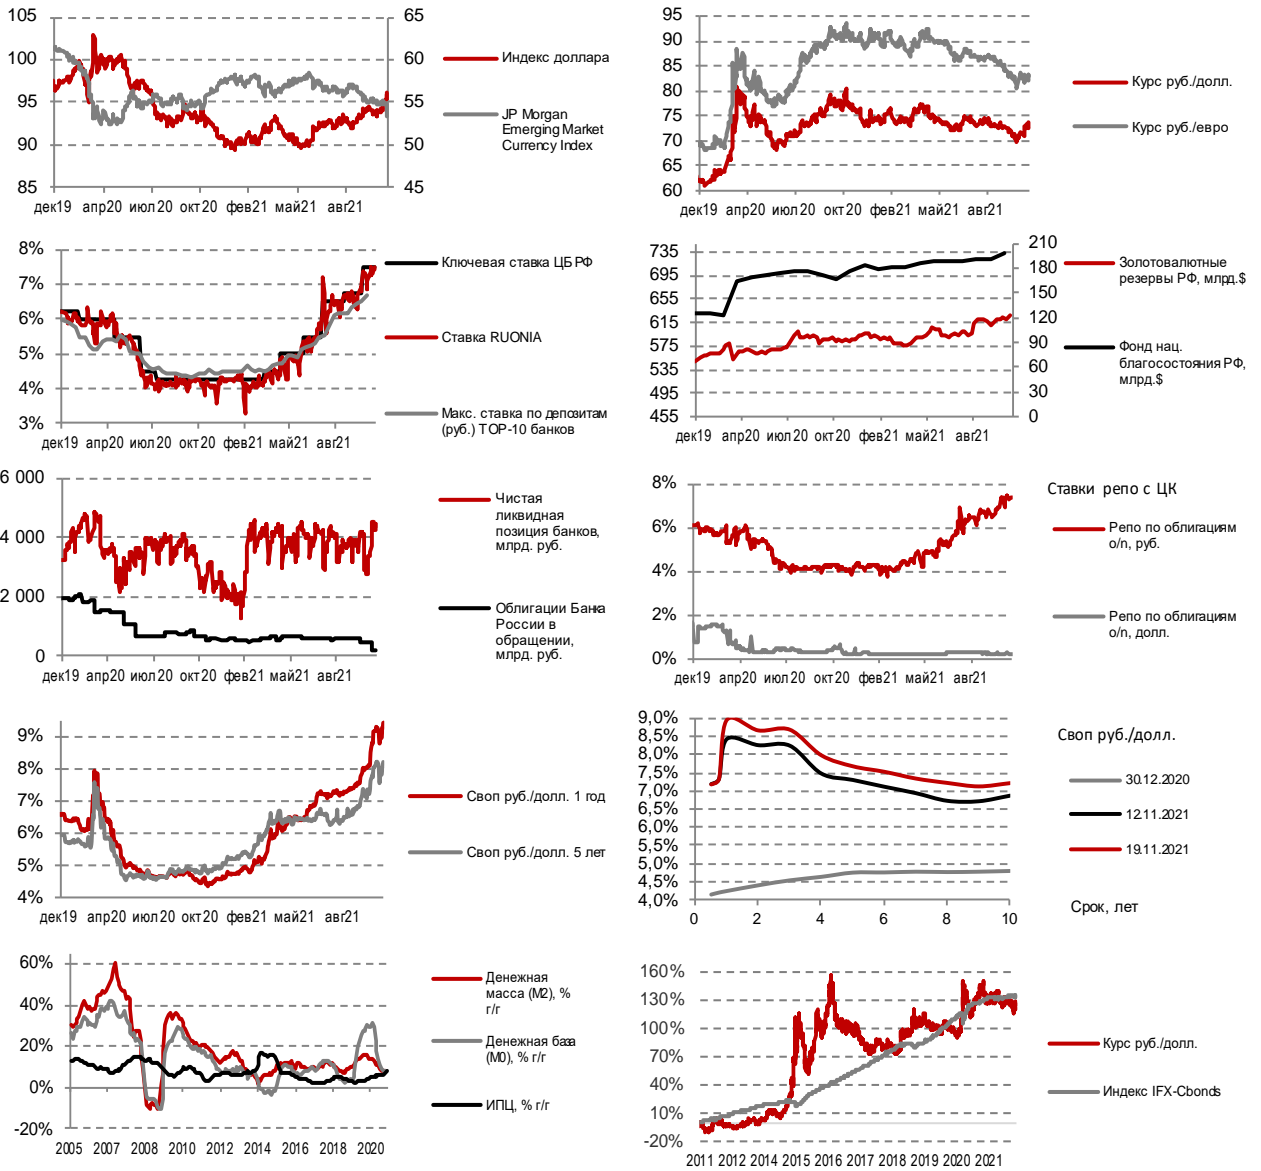 105
100
95
90
85
65
60
55
50
45
дек19 апр20 июл20 окт20 фев21 май21 авг21
Индекс доллара
JP Morgan
Emerging Market
Currency Index
95
90
85
80
75
70
65
60
дек19 апр20 июл20 окт20 фев21 май21 авг21
Курс руб./долл.
Курс руб./евро
8%
7%
6%
5%
4%
3%
дек19 апр20 июл20 окт20 фев21 май21 авг21
Ключевая ставка ЦБ РФ
Ставка RUONIA
Макс. ставка по депозитам
(руб.) TOP-10 банков
735
695
655
615
575
535
495
455
210
180
150
120
90
60
30
0
дек19 апр20 июл20 окт20 фев21 май21 авг21
Золотовалютные
резервы РФ, млрд.$
Фонд нац.
благосостояния РФ,
млрд.$
6 000
4 000
2 000
0
дек19 апр20 июл20 окт20 фев21 май21 авг21
Чистая
ликвидная
позиция банков,
млрд. руб.
Облигации Банка
России в
обращении,
млрд. руб.
8%
6%
4%
2%
0%
дек19 апр20 июл20 окт20 фев21 май21 авг21
Ставки репо с ЦК
Репо по облигациям
o/n, руб.
Репо по облигациям
o/n, долл.
9%
8%
7%
6%
5%
4%
дек19 апр20 июл20 окт20 фев21 май21 авг21
Своп руб./долл. 1 год
Своп руб./долл. 5 лет
9,0%
8,5%
8,0%
7,5%
7,0%
6,5%
6,0%
5,5%
5,0%
4,5%
4,0%
0 2 4 6 8 10
Своп руб./долл.
30.12.2020
12.11.2021
19.11.2021
Срок, лет
60%
40%
20%
0%
-20%
2005 2007 2008 2010 2012 2014 2016 2018 2020
Денежная
масса (М2), %
г/г
Денежная база
(М0), % г/г
ИПЦ, % г/г
160%
130%
100%
70%
40%
10%
-20%
2011 2012 2014 2015 2017 2018 2019 2020 2021
Курс руб./долл.
Индекс IFX-Cbonds